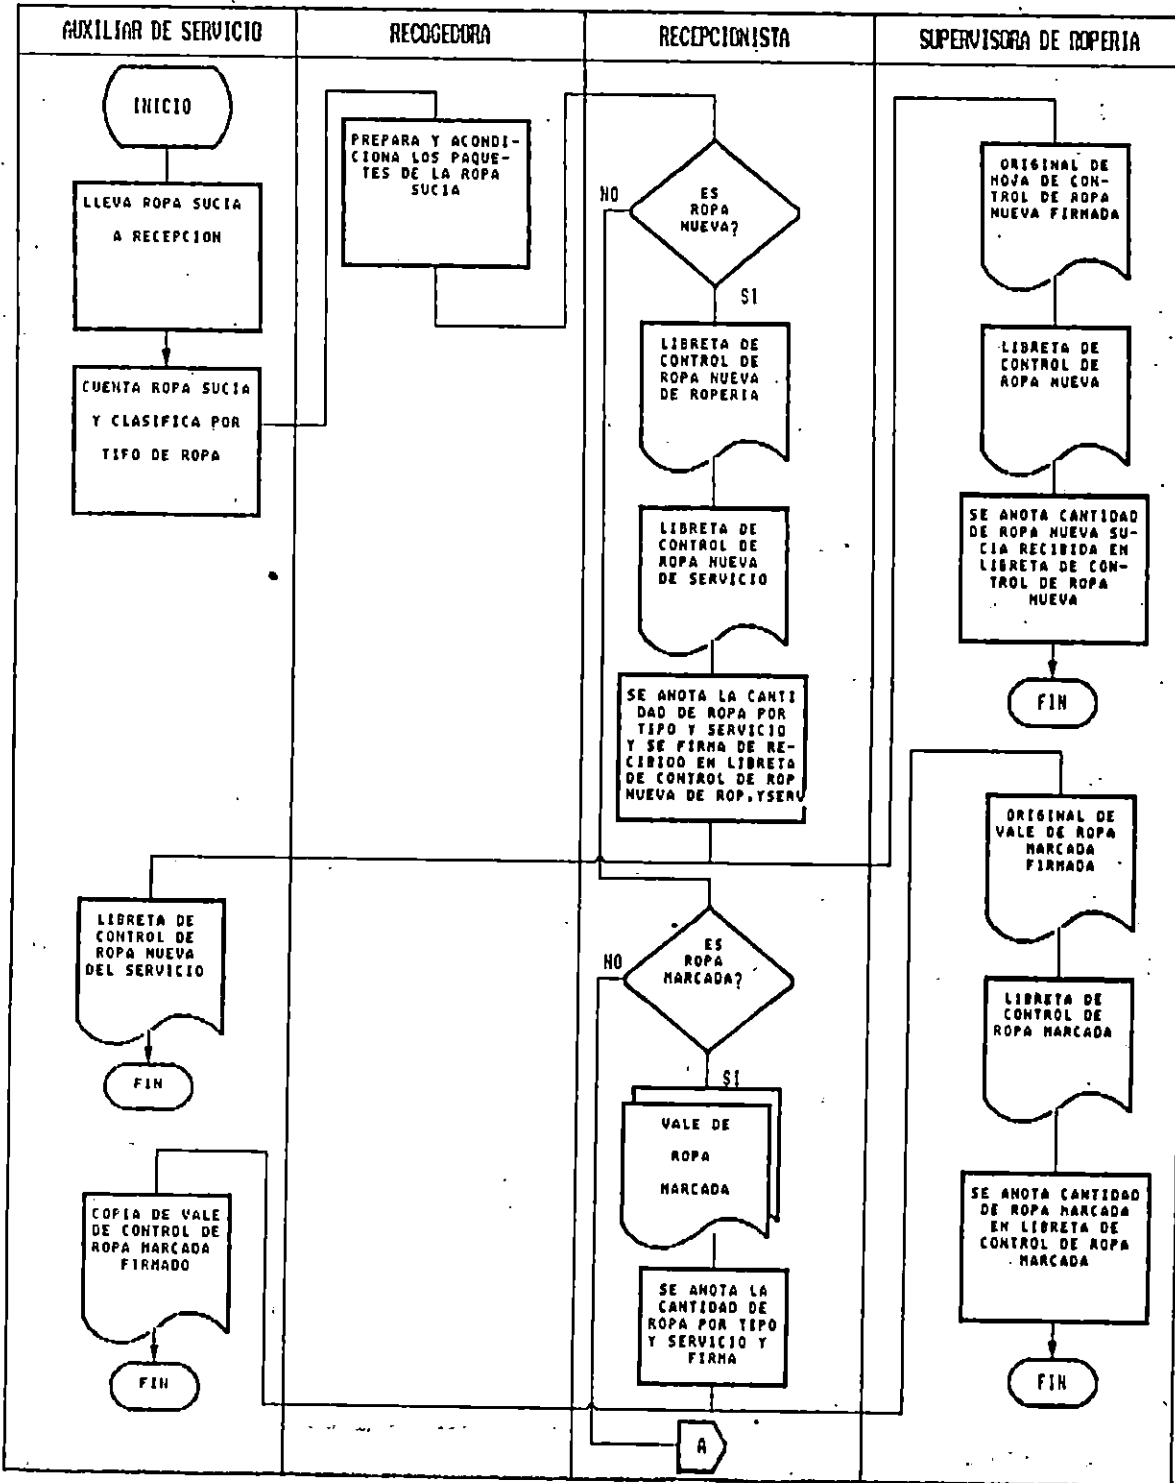 AUXILIAR DE SERVICIO
RECOGEDORA
RECEPCIONISTA
SUPERVISORA DE ROPERIA
INICIO
LLEVA ROPA SUCIA
A RECEPCION
CUENTA ROPA SUCIA
Y CLASIFICA POR
TIPO DE ROPA
LIBRETA DE
CONTROL DE
ROPA NUEVA
DEL SERVICIO
FIN
COPIA DE VALE
DE CONTROL DE
ROPA MARCADA
FIRMADO
FIN
PREPARA Y ACONDI-
CIONA LOS PAQUE-
TES DE LA ROPA
SUCIA
NO
ES
ROPA
NUEVA?
SI
LIBRETA DE
CONTROL DE
ROPA NUEVA
DE ROPERIA
LIBRETA DE
CONTROL DE
ROPA NUEVA
DE SERVICIO
SE ANOTA LA CANTI
DAD DE ROPA POR
TIPO Y SERVICIO
Y SE FIRMA DE RE-
CIBIDO EN LIBRETA
DE CONTROL DE ROP
NUEVA DE ROP.YSERV
NO
ES
ROPA
MARCADA?
SI
VALE DE
ROPA
MARCADA
SE ANOTA LA
CANTIDAD DE
ROPA POR TIPO
Y SERVICIO Y
FIRMA
A
ORIGINAL DE
HOJA DE CON-
TROL DE ROPA
NUEVA FIRMADA
LIBRETA DE
CONTROL DE
ROPA NUEVA
SE ANOTA CANTIDAD
DE ROPA NUEVA SU-
CIA RECIBIDA EN
LIBRETA DE CON-
TROL DE ROPA
NUEVA
FIN
ORIGINAL DE
VALE DE ROPA
MARCADA
FIRMADA
LIBRETA DE
CONTROL DE
ROPA MARCADA
SE ANOTA CANTIDAD
DE ROPA MARCADA
EN LIBRETA DE
CONTROL DE ROPA
MARCADA
FIN